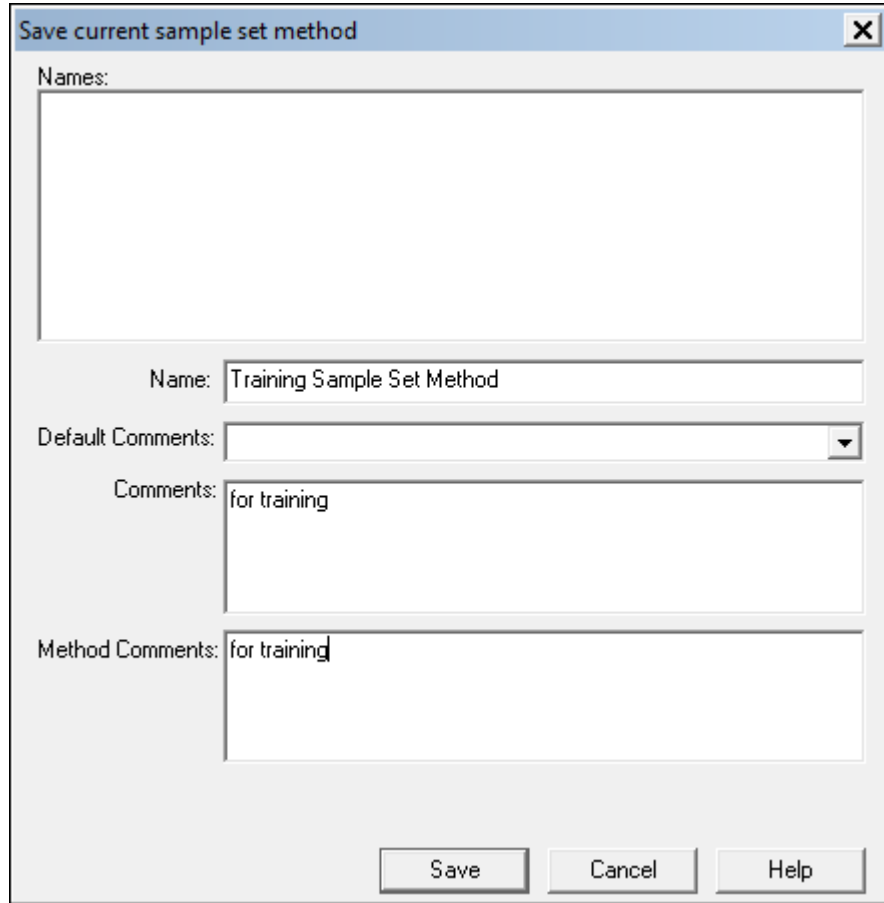 Save current sample set method
Names:
Name: Training Sample Set Method
Default Comments:
Comments: for training
Method Comments: for training
Save Cancel Help